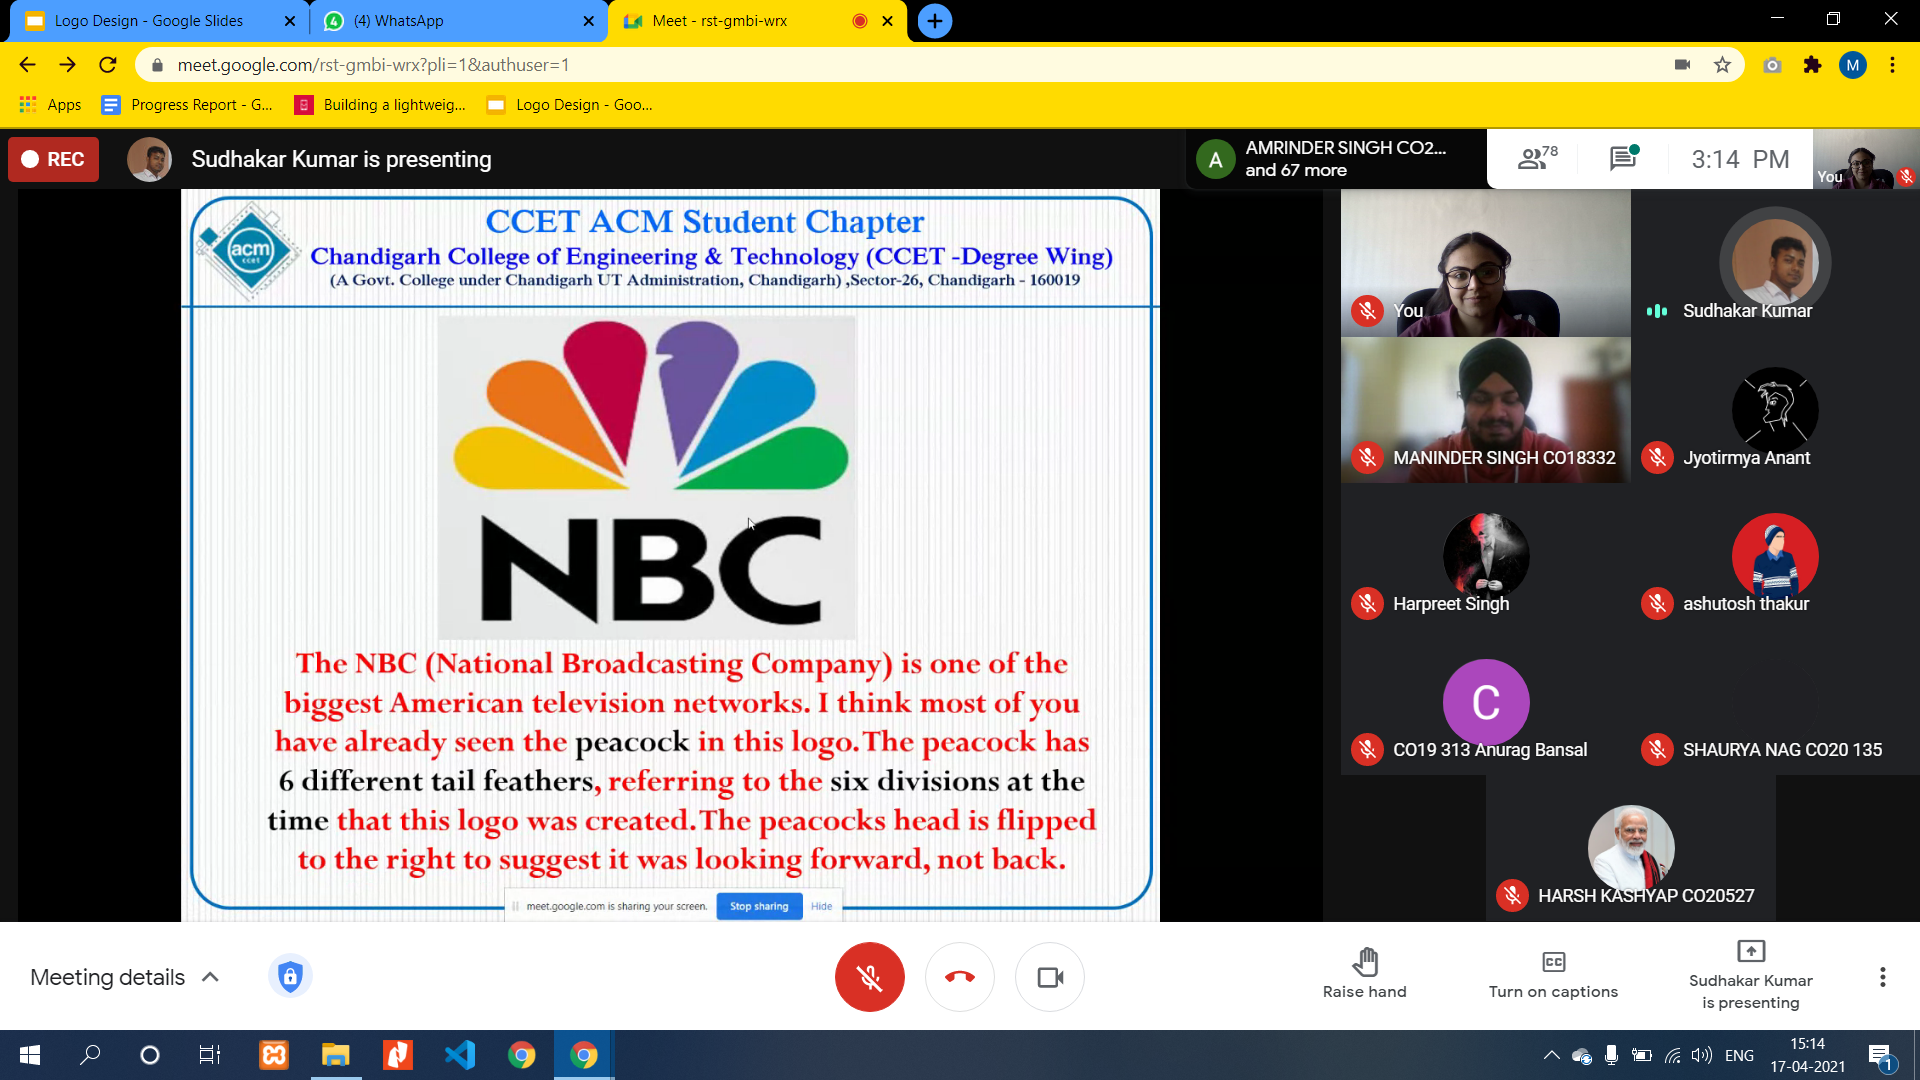 Logo Design - Google Slides
(4) WhatsApp
4
Meet - rst-gmbi-wrx
meet.google.com/rst-gmbi-wrx?pli=1&authuser=1
M
Apps
Progress Report - G...
Building a lightweig...
Logo Design - Goo...
REC
Sudhakar Kumar is presenting
A
AMRINDER SINGH CO2...
and 67 more
78
3:14 PM
You
acm
ccet
CCET ACM Student Chapter
Chandigarh College of Engineering & Technology (CCET -Degree Wing)
(A Govt. College under Chandigarh UT Administration, Chandigarh) ,Sector-26, Chandigarh - 160019
NBC
The NBC (National Broadcasting Company) is one of the
biggest American television networks. I think most of you
have already seen the peacock in this logo.The peacock has
6 different tail feathers, referring to the six divisions at the
time that this logo was created.The peacocks head is flipped
to the right to suggest it was looking forward, not back.
meet.google.com is sharing your screen.
Stop sharing
Hide
You
Sudhakar Kumar
MANINDER SINGH CO18332
Jyotirmya Anant
Harpreet Singh
ashutosh thakur
C
CO19 313 Anurag Bansal
SHAURYA NAG CO20 135
HARSH KASHYAP CO20527
Meeting details
Raise hand
CC
Turn on captions
Sudhakar Kumar
is presenting
ENG
15:14
17-04-2021
1